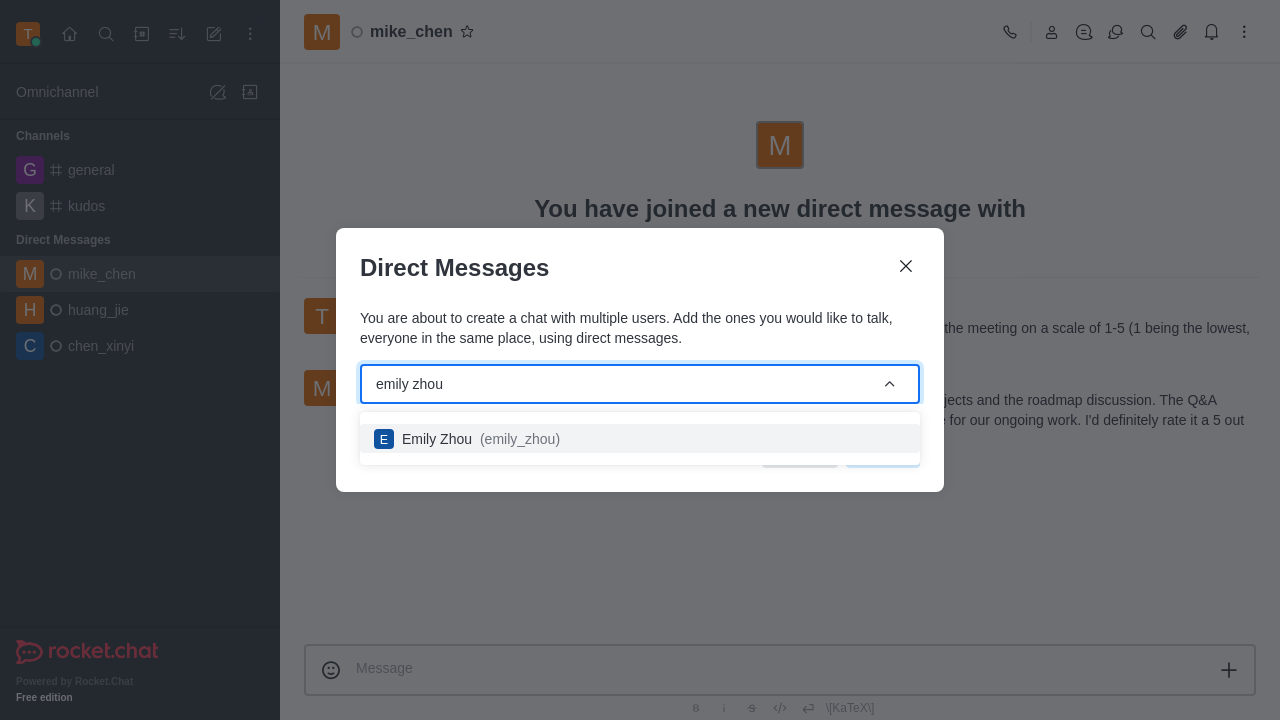 T
Omnichannel
Channels
G general
K kudos
Direct Messages
M mike_chen
H huang_jie
C chen_xinyi
rocket.chat
Powered by Rocket.Chat
Free edition
M mike_chen
M
You have joined a new direct message with
T
the meeting on a scale of 1-5 (1 being the lowest,
M
jects and the roadmap discussion. The Q&A
for our ongoing work. I'd definitely rate it a 5 out
Direct Messages
You are about to create a chat with multiple users. Add the ones you would like to talk,
everyone in the same place, using direct messages.
emily zhou
E Emily Zhou (emily_zhou)
Message
B i S </> \[KaTeX\]